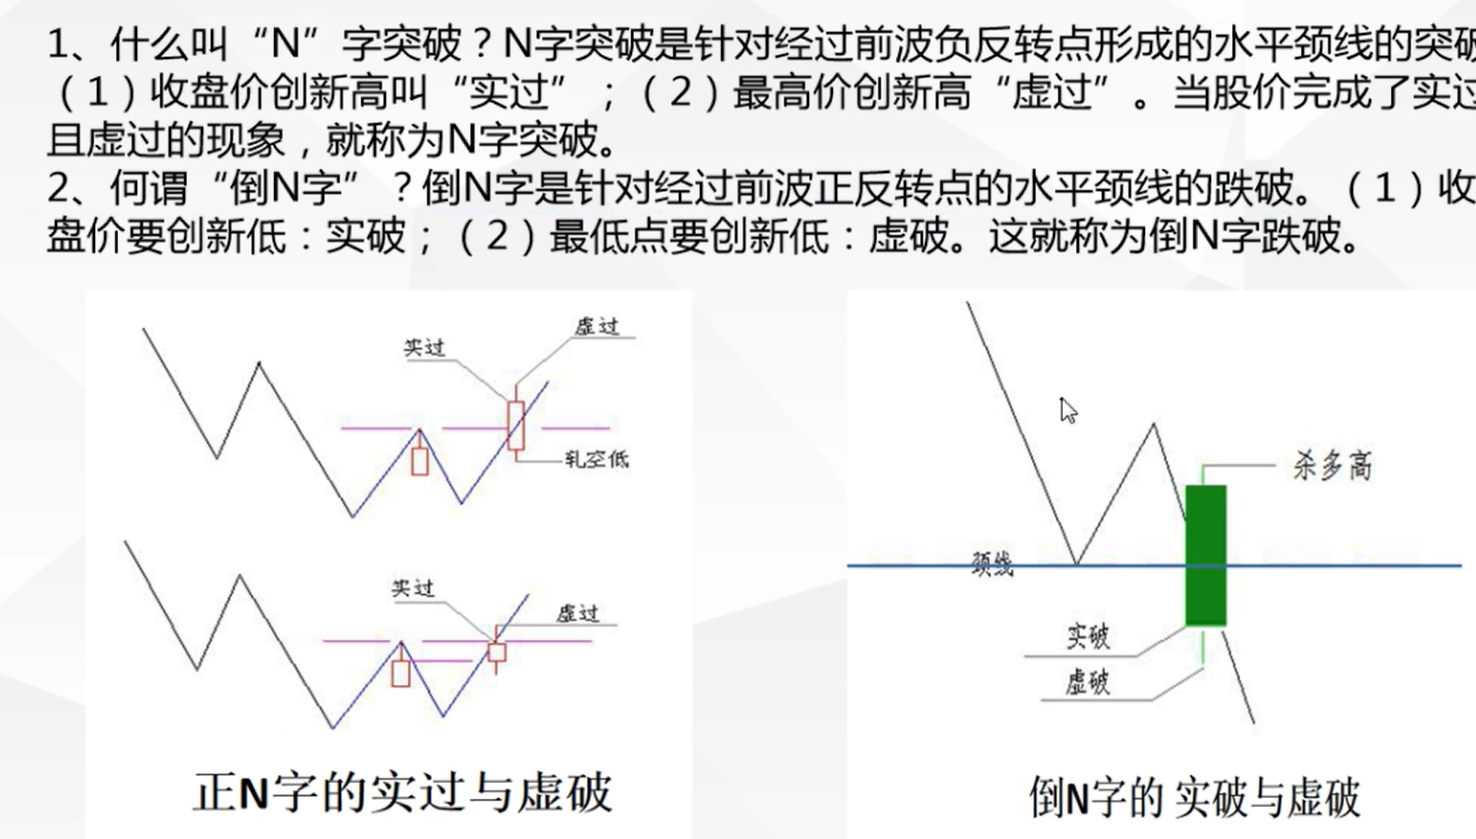 1、什么叫“N”字突破？N字突破是针对经过前波负反转点形成的水平颈线的突破
（1）收盘价创新高叫“实过”；（2）最高价创新高“虚过”。当股价完成了实过
且虚过的现象，就称为N字突破。
2、何谓“倒N字”？倒N字是针对经过前波正反转点的水平颈线的跌破。（1）收
盘价要创新低：实破；（2）最低点要创新低：虚破。这就称为倒N字跌破。
虚过
实过
轧空低
实过
虚过
正N字的实过与虚破
杀多高
颈线
实破
虚破
倒N字的 实破与虚破